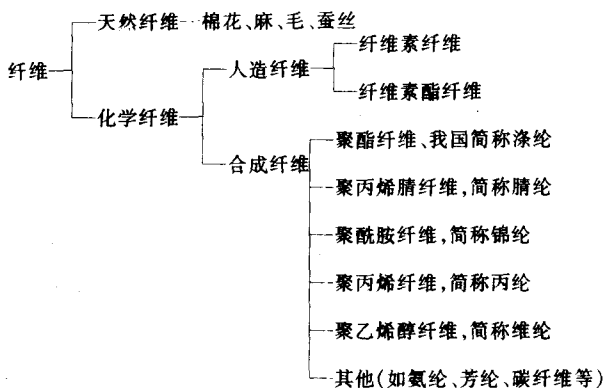 天然纤维 棉花、麻、毛、蚕丝
纤维
人造纤维
纤维素纤维
纤维素酯纤维
化学纤维
合成纤维
聚酯纤维、我国简称涤纶
聚丙烯腈纤维,简称腈纶
聚酰胺纤维,简称锦纶
聚丙烯纤维,简称丙纶
聚乙烯醇纤维,简称维纶
其他(如氨纶、芳纶、碳纤维等)